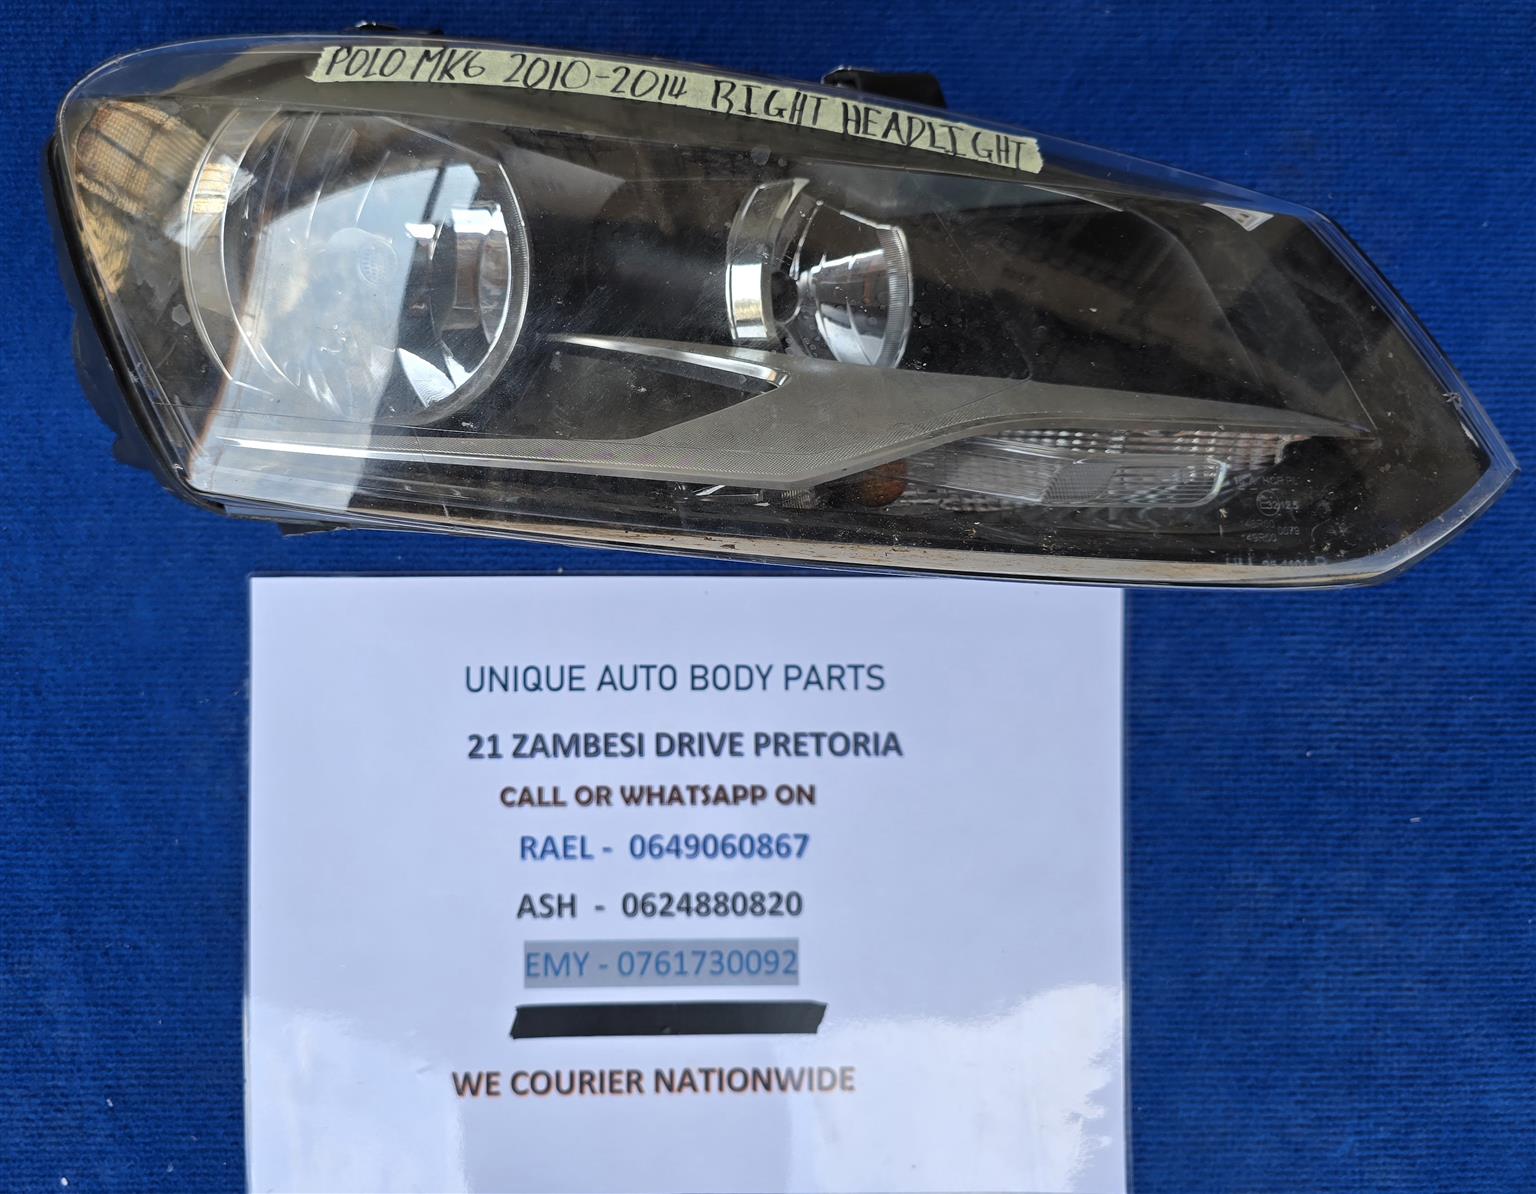 POLO MK6 2010-2014 RIGHT HEADLIGHT
UNIQUE AUTO BODY PARTS
21 ZAMBESI DRIVE PRETORIA
CALL OR WHATSAPP ON
RAEL - 0649060867
ASH - 0624880820
EMY - 0761730092
WE COURIER NATIONWIDE